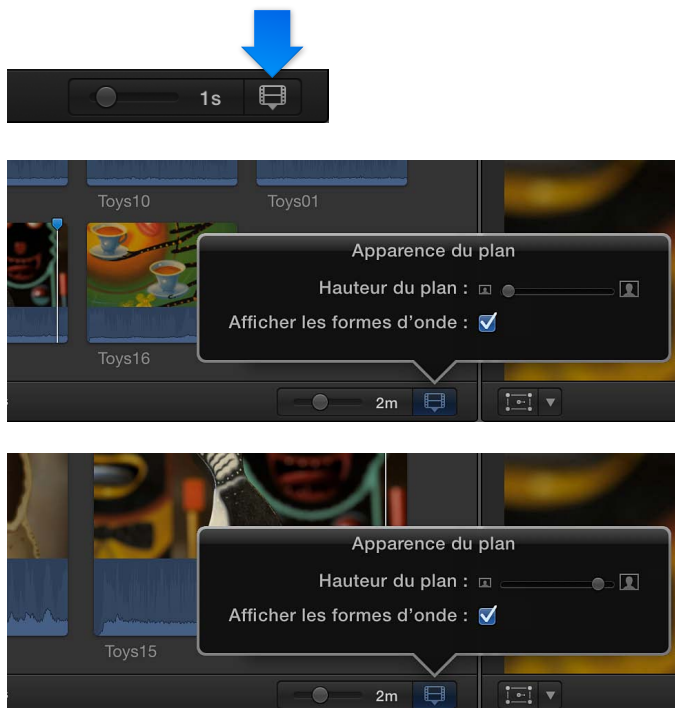 1s
Toys10
Toys01
Apparence du plan
Hauteur du plan :
Afficher les formes d'onde :
Toys16
2m
Apparence du plan
Hauteur du plan :
Afficher les formes d'onde :
Toys15
2m